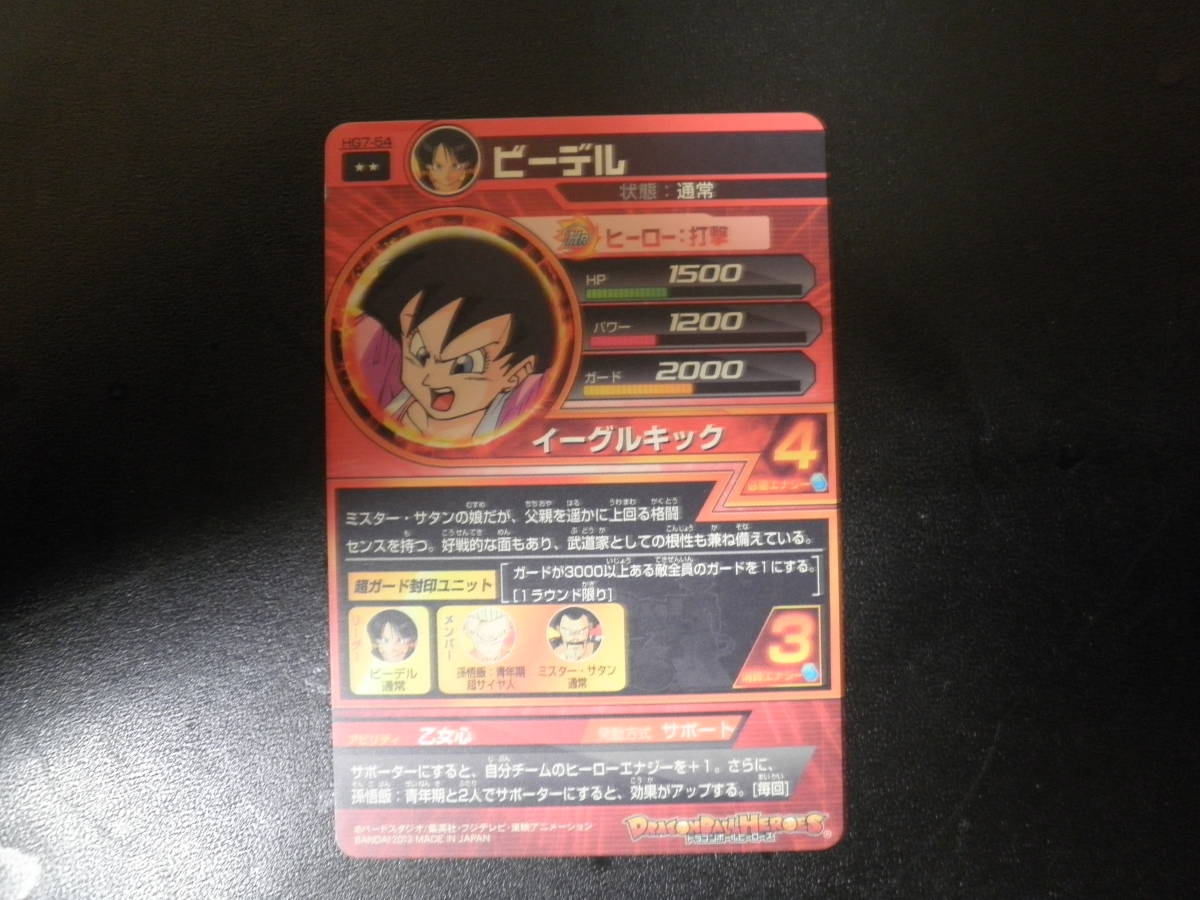 HG7-54
★★
ビーデル
状態：通常
ヒーロー：打撃
HP 1500
パワー 1200
ガード 2000
イーグルキック
4
必要エナジー
ミスター・サタンの娘だが、父親を遥かに上回る格闘
センスを持つ。好戦的な面もあり、武道家としての根性も兼ね備えている。
超ガード封印ユニット
ガードが3000以上ある敵全員のガードを1にする。
[1ラウンド限り]
リーダー
ビーデル
通常
メンバー
孫悟飯：青年期
超サイヤ人
ミスター・サタン
通常
3
消費エナジー
アビリティ 乙女心
発動方式 サポート
サポーターにすると、自分チームのヒーローエナジーを+1。さらに、
孫悟飯：青年期と2人でサポーターにすると、効果がアップする。[毎回]
©バードスタジオ/集英社・フジテレビ・東映アニメーション
BANDAI 2013 MADE IN JAPAN
DRAGONBALL HEROES
ドラゴンボールヒーローズ